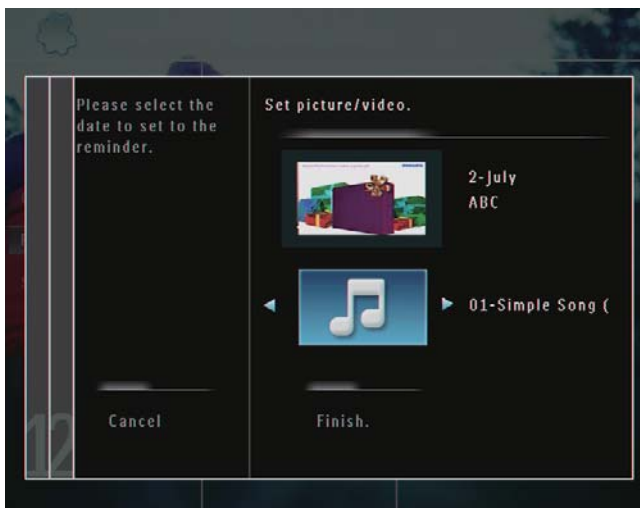 Please select the
date to set to the
reminder.
Cancel
Set picture/video.
2-July
ABC
01-Simple Song (
Finish.
12